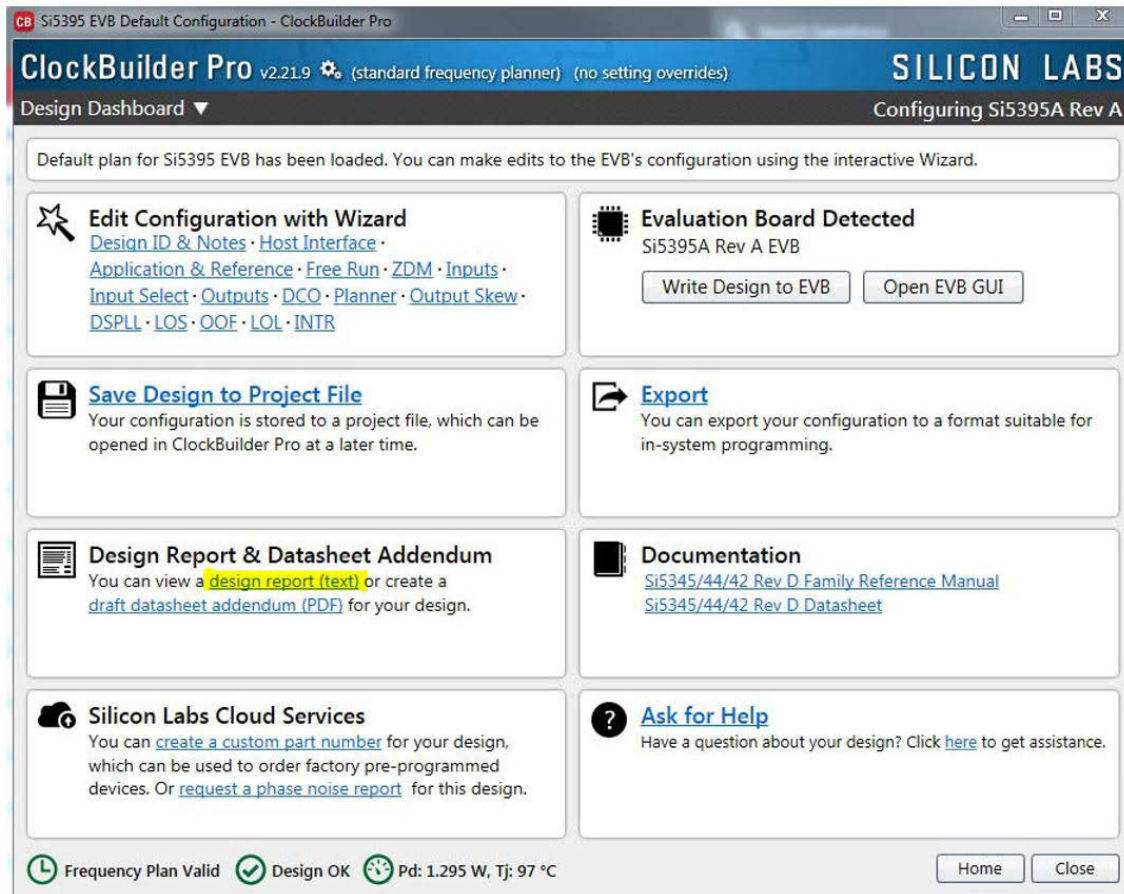 CB Si5395 EVB Default Configuration - ClockBuilder Pro
ClockBuilder Pro v2.21.9 (standard frequency planner) (no setting overrides) SILICON LABS
Design Dashboard ▼ Configuring Si5395A Rev A
Default plan for Si5395 EVB has been loaded. You can make edits to the EVB's configuration using the interactive Wizard.
Edit Configuration with Wizard
Design ID & Notes · Host Interface ·
Application & Reference · Free Run · ZDM · Inputs ·
Input Select · Outputs · DCO · Planner · Output Skew ·
DSPLL · LOS · OOF · LOL · INTR
Evaluation Board Detected
Si5395A Rev A EVB
Write Design to EVB Open EVB GUI
Save Design to Project File
Your configuration is stored to a project file, which can be
opened in ClockBuilder Pro at a later time.
Export
You can export your configuration to a format suitable for
in-system programming.
Design Report & Datasheet Addendum
You can view a design report (text) or create a
draft datasheet addendum (PDF) for your design.
Documentation
Si5345/44/42 Rev D Family Reference Manual
Si5345/44/42 Rev D Datasheet
Silicon Labs Cloud Services
You can create a custom part number for your design,
which can be used to order factory pre-programmed
devices. Or request a phase noise report for this design.
? Ask for Help
Have a question about your design? Click here to get assistance.
Frequency Plan Valid Design OK Pd: 1.295 W, Tj: 97 °C Home Close